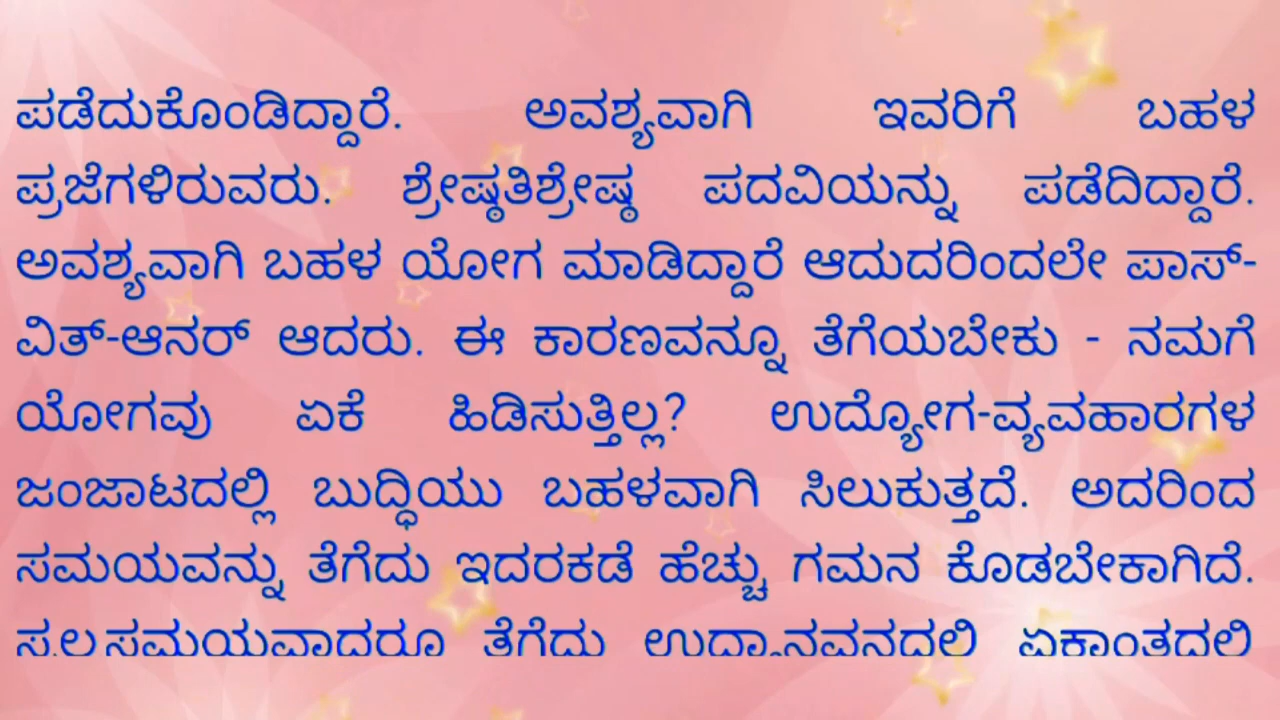 ಪಡೆದುಕೊಂಡಿದ್ದಾರೆ. ಅವಶ್ಯವಾಗಿ ಇವರಿಗೆ ಬಹಳ
ಪ್ರಜೆಗಳಿರುವರು. ಶ್ರೇಷ್ಠತಿಶ್ರೇಷ್ಠ ಪದವಿಯನ್ನು ಪಡೆದಿದ್ದಾರೆ.
ಅವಶ್ಯವಾಗಿ ಬಹಳ ಯೋಗ ಮಾಡಿದ್ದಾರೆ ಆದುದರಿಂದಲೇ ಪಾಸ್-
ವಿತ್-ಆನರ್ ಆದರು. ಈ ಕಾರಣವನ್ನೂ ತೆಗೆಯಬೇಕು - ನಮಗೆ
ಯೋಗವು ಏಕೆ ಹಿಡಿಸುತ್ತಿಲ್ಲ? ಉದ್ಯೋಗ-ವ್ಯವಹಾರಗಳ
ಜಂಜಾಟದಲ್ಲಿ ಬುದ್ಧಿಯು ಬಹಳವಾಗಿ ಸಿಲುಕುತ್ತದೆ. ಅದರಿಂದ
ಸಮಯವನ್ನು ತೆಗೆದು ಇದರಕಡೆ ಹೆಚ್ಚು ಗಮನ ಕೊಡಬೇಕಾಗಿದೆ.
ಸ್ವಲ್ಪಸಮಯವಾದರೂ ತೆಗೆದು ಉದ್ಯಾನವನದಲ್ಲಿ ಏಕಾಂತದಲ್ಲಿ